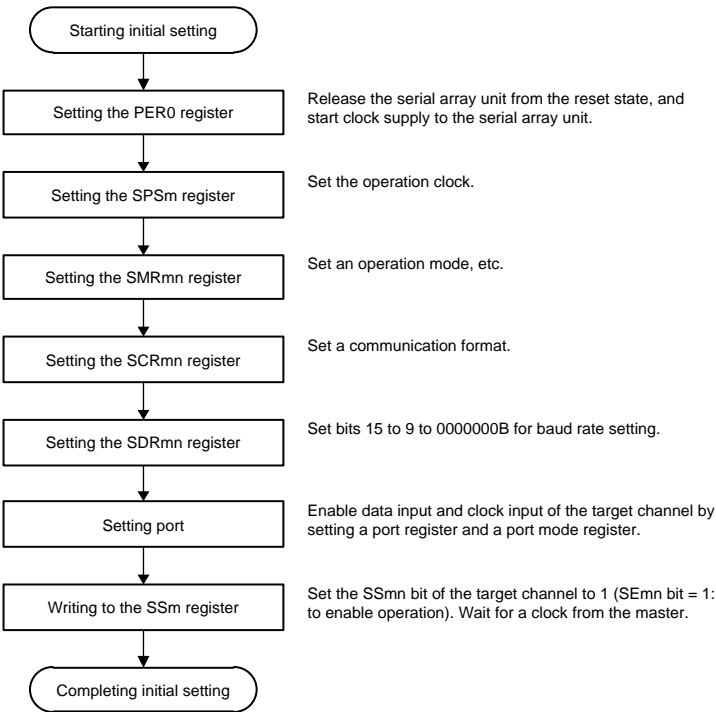 Starting initial setting
Setting the PER0 register
Release the serial array unit from the reset state, and
start clock supply to the serial array unit.
Setting the SPSm register
Set the operation clock.
Setting the SMRmn register
Set an operation mode, etc.
Setting the SCRmn register
Set a communication format.
Setting the SDRmn register
Set bits 15 to 9 to 0000000B for baud rate setting.
Setting port
Enable data input and clock input of the target channel by
setting a port register and a port mode register.
Writing to the SSm register
Set the SSmn bit of the target channel to 1 (SEmn bit = 1:
to enable operation). Wait for a clock from the master.
Completing initial setting